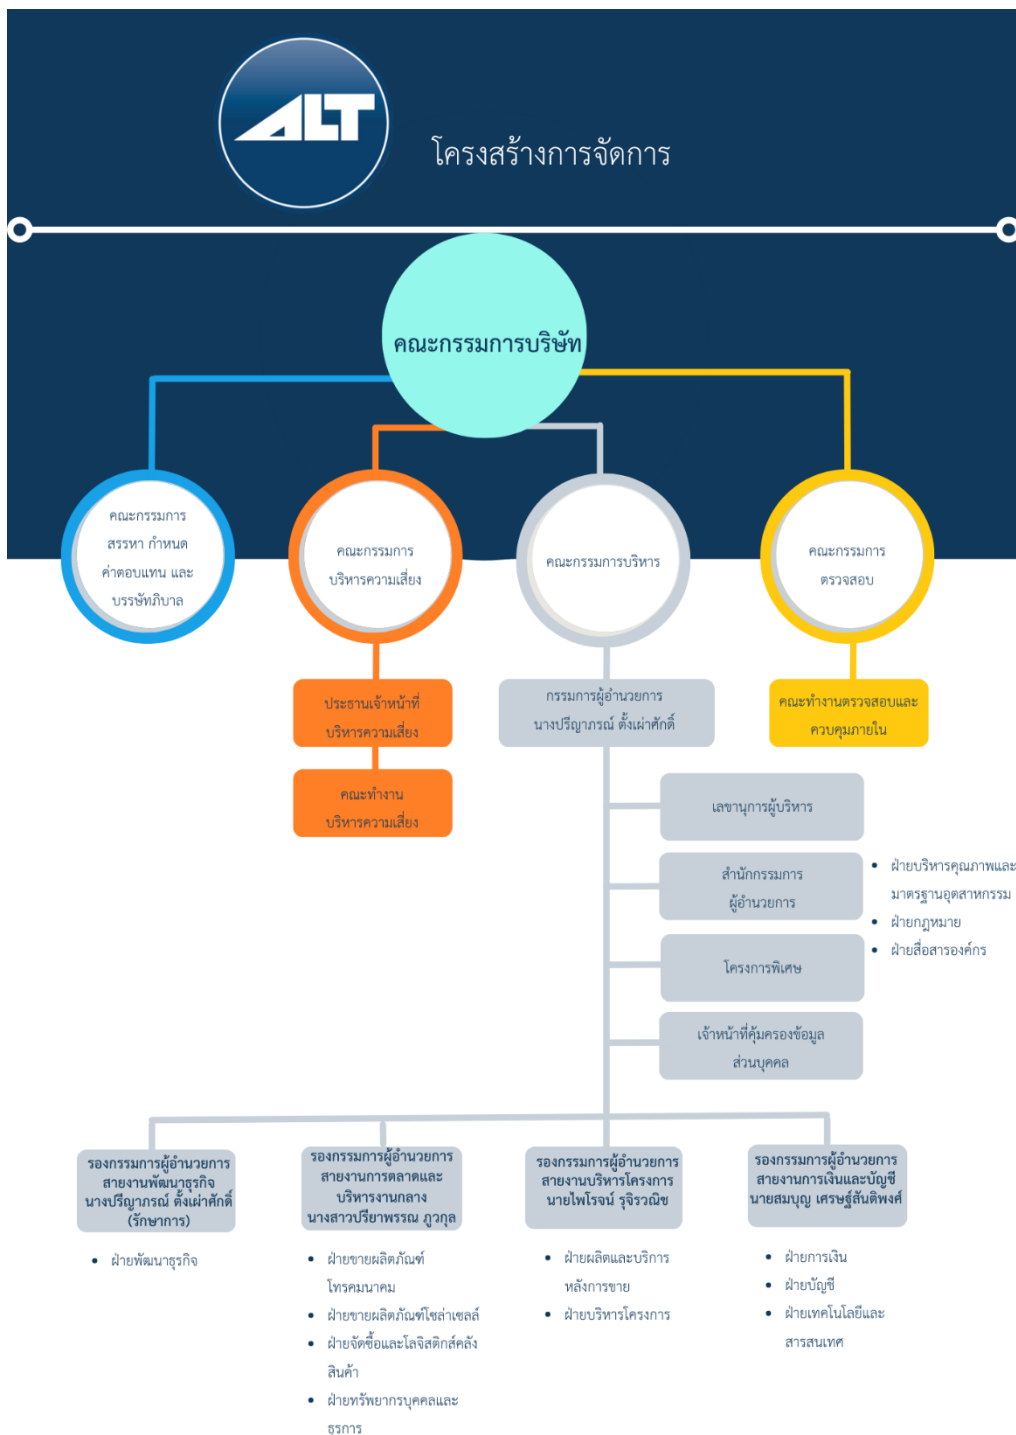 ALT
โครงสร้างการจัดการ
คณะกรรมการบริษัท
คณะกรรมการ
สรรหา กำหนด
ค่าตอบแทน และ
บรรษัทภิบาล
คณะกรรมการ
บริหารความเสี่ยง
คณะกรรมการบริหาร
คณะกรรมการ
ตรวจสอบ
ประธานเจ้าหน้าที่
บริหารความเสี่ยง
คณะทำงาน
บริหารความเสี่ยง
กรรมการผู้อำนวยการ
นางปรีญาภรณ์ ตั้งเผ่าศักดิ์
คณะทำงานตรวจสอบและ
ควบคุมภายใน
เลขานุการผู้บริหาร
สำนักกรรมการ
ผู้อำนวยการ
• ฝ่ายบริหารคุณภาพและ
มาตรฐานอุตสาหกรรม
• ฝ่ายกฎหมาย
• ฝ่ายสื่อสารองค์กร
โครงการพิเศษ
เจ้าหน้าที่คุ้มครองข้อมูล
ส่วนบุคคล
รองกรรมการผู้อำนวยการ
สายงานพัฒนาธุรกิจ
นางปรีญาภรณ์ ตั้งเผ่าศักดิ์
(รักษาการ)
• ฝ่ายพัฒนาธุรกิจ
รองกรรมการผู้อำนวยการ
สายงานการตลาดและ
บริหารงานกลาง
นางสาวปรียาพรรณ ภูวกุล
• ฝ่ายขายผลิตภัณฑ์
โทรคมนาคม
• ฝ่ายขายผลิตภัณฑ์โซล่าเซลล์
• ฝ่ายจัดซื้อและโลจิสติกส์คลัง
สินค้า
• ฝ่ายทรัพยากรบุคคลและ
ธุรการ
รองกรรมการผู้อำนวยการ
สายงานบริหารโครงการ
นายไพโรจน์ รุจิรวณิช
• ฝ่ายผลิตและบริการ
หลังการขาย
• ฝ่ายบริหารโครงการ
รองกรรมการผู้อำนวยการ
สายงานการเงินและบัญชี
นายสมบุญ เศรษฐ์สันติพงศ์
• ฝ่ายการเงิน
• ฝ่ายบัญชี
• ฝ่ายเทคโนโลยีและ
สารสนเทศ